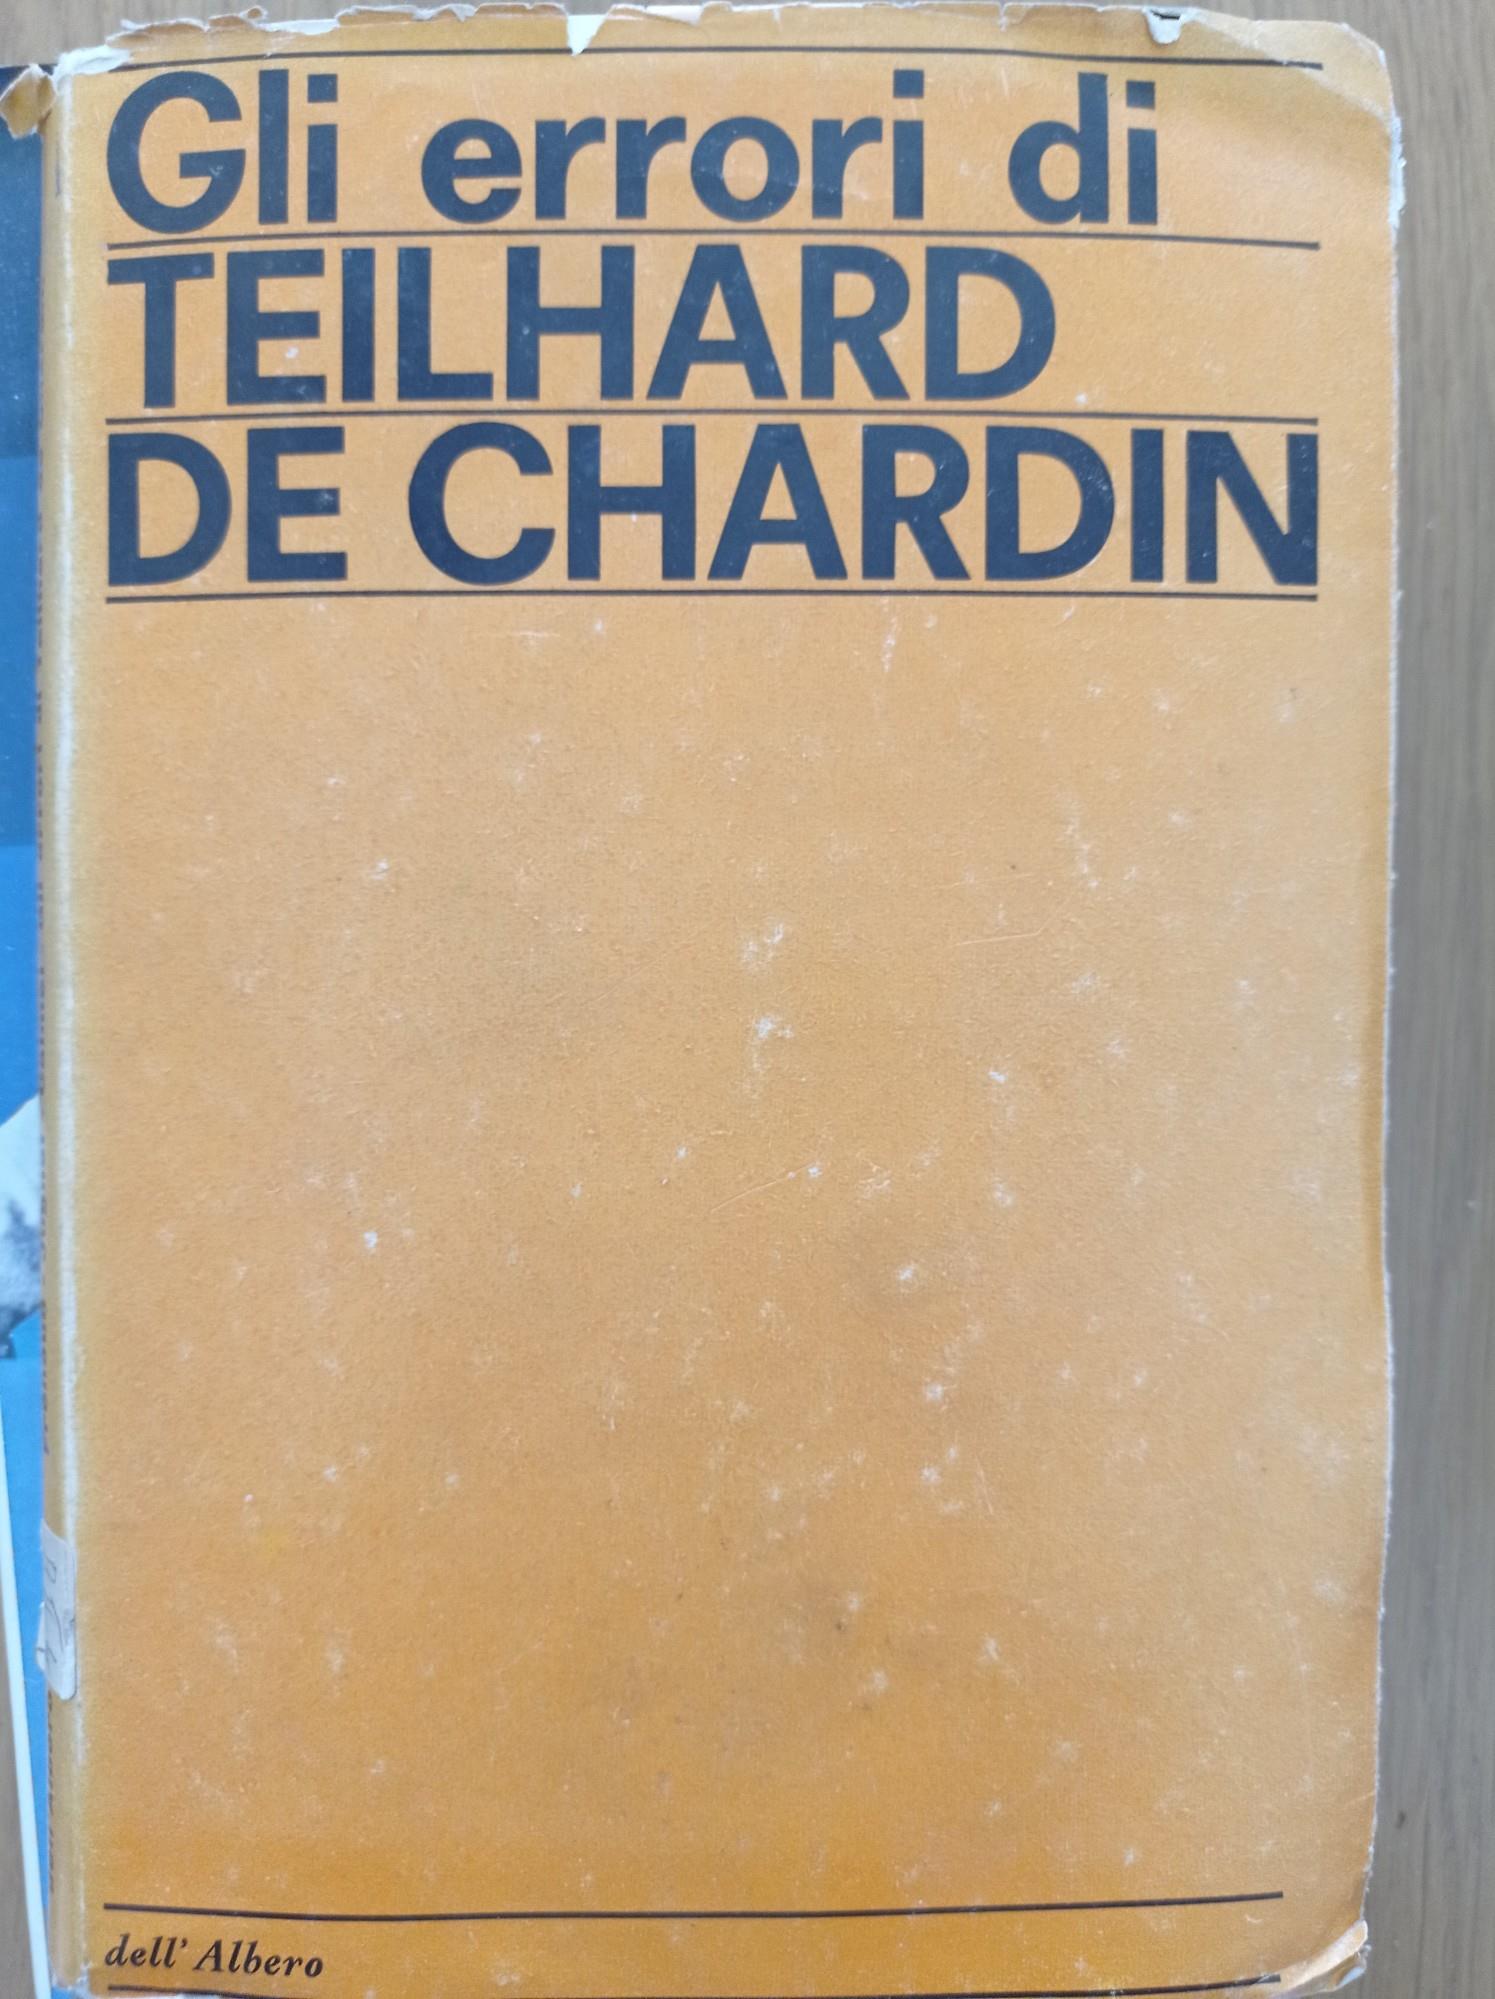 Gli errori di
TEILHARD
DE CHARDIN
dell' Albero